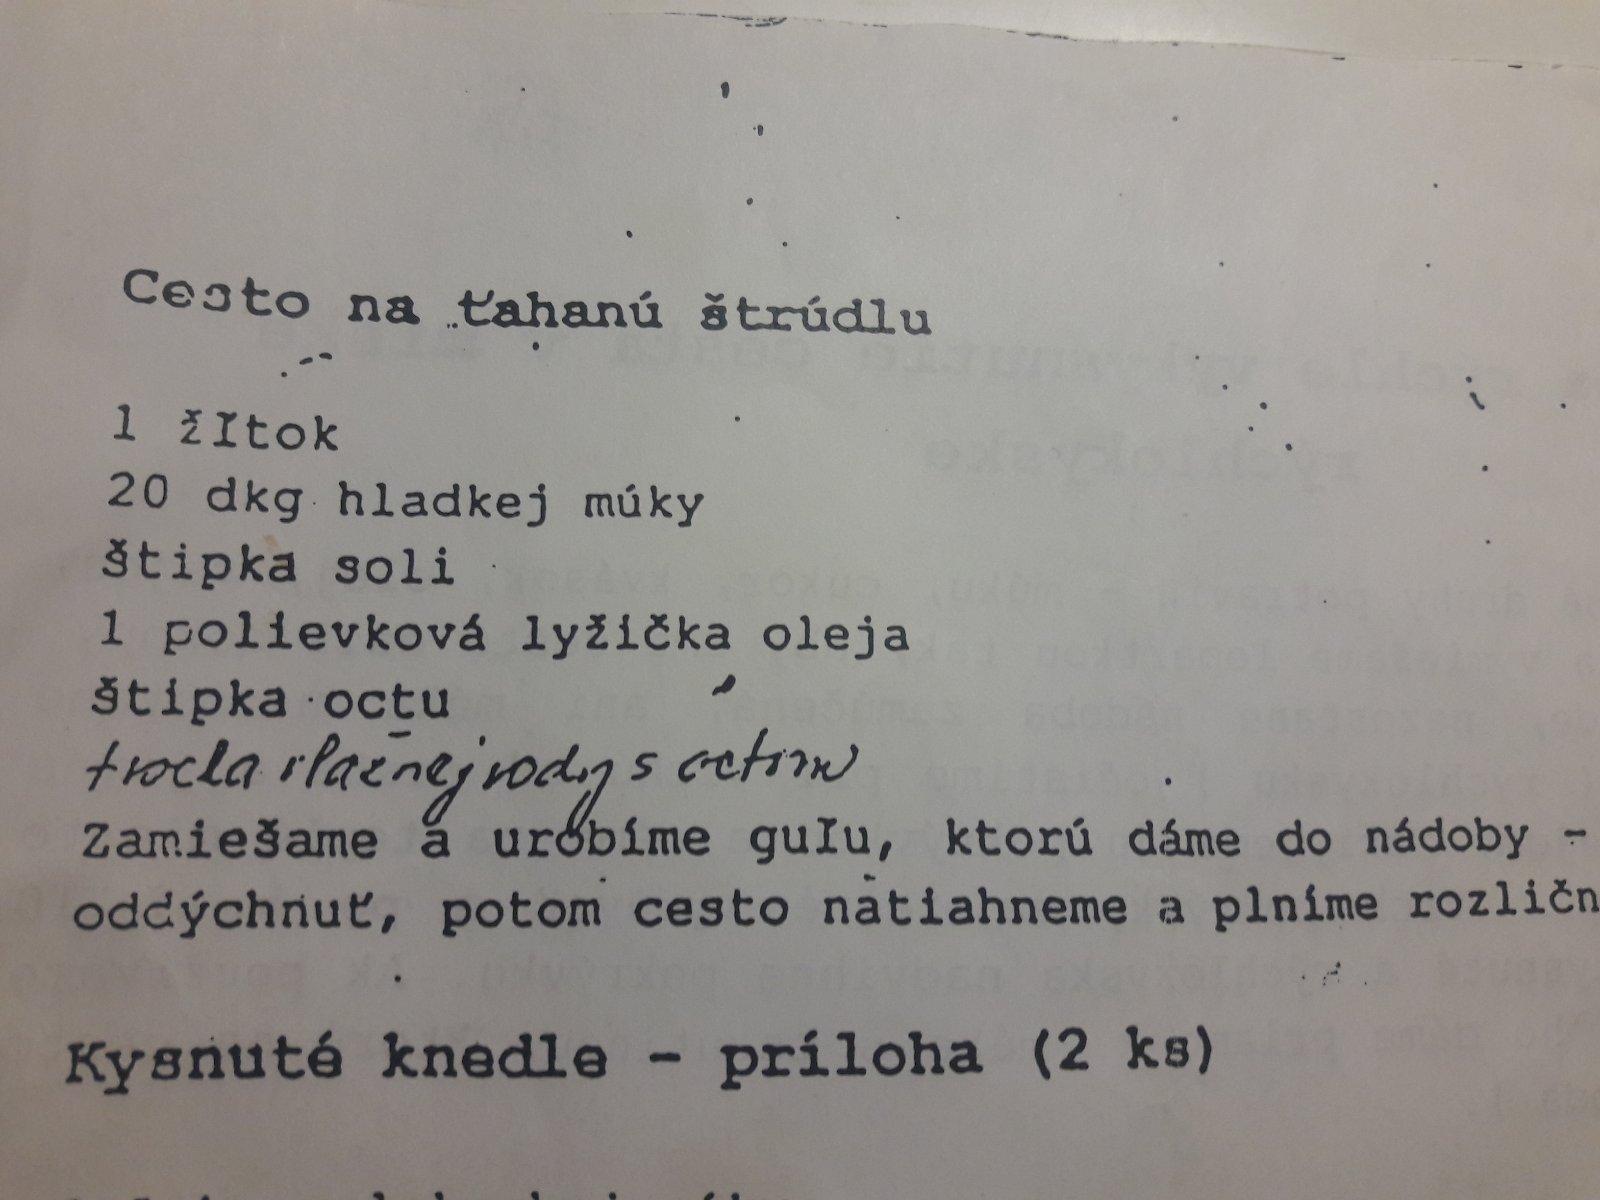 Cesto na ťahanú štrúdlu
1 žĺtok
20 dkg hladkej múky
štipka soli
1 polievková lyžička oleja
štipka octu
trocha vlažnej vody s octom
Zamiešame a urobíme guľu, ktorú dáme do nádoby -
oddýchnuť, potom cesto natiahneme a plníme rozličn
Kysnuté knedle - príloha (2 ks)